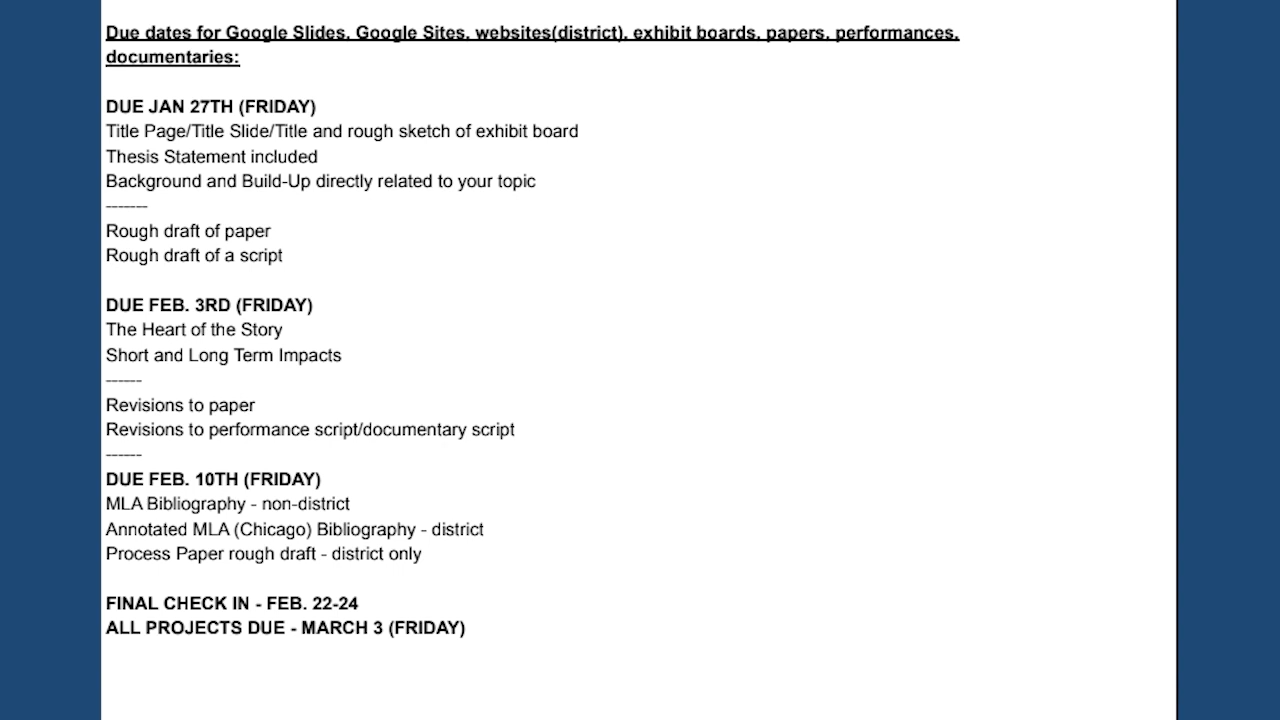 Due dates for Google Slides, Google Sites, websites(district), exhibit boards, papers, performances,
documentaries:
DUE JAN 27TH (FRIDAY)
Title Page/Title Slide/Title and rough sketch of exhibit board
Thesis Statement included
Background and Build-Up directly related to your topic
-------
Rough draft of paper
Rough draft of a script
DUE FEB. 3RD (FRIDAY)
The Heart of the Story
Short and Long Term Impacts
------
Revisions to paper
Revisions to performance script/documentary script
------
DUE FEB. 10TH (FRIDAY)
MLA Bibliography - non-district
Annotated MLA (Chicago) Bibliography - district
Process Paper rough draft - district only
FINAL CHECK IN - FEB. 22-24
ALL PROJECTS DUE - MARCH 3 (FRIDAY)